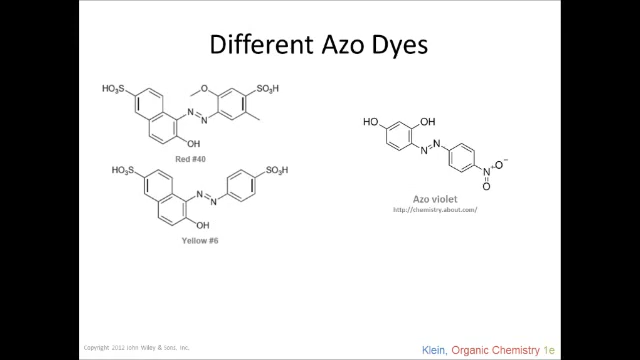 Different Azo Dyes
HO₃S
O
SO₃H
N
N
OH
Red #40
HO₃S
SO₃H
N
N
OH
Yellow #6
HO
OH
N
N
N⁺
O⁻
O
Azo violet
http://chemistry.about.com/
Copyright 2012 John Wiley & Sons, Inc.
Klein, Organic Chemistry 1e